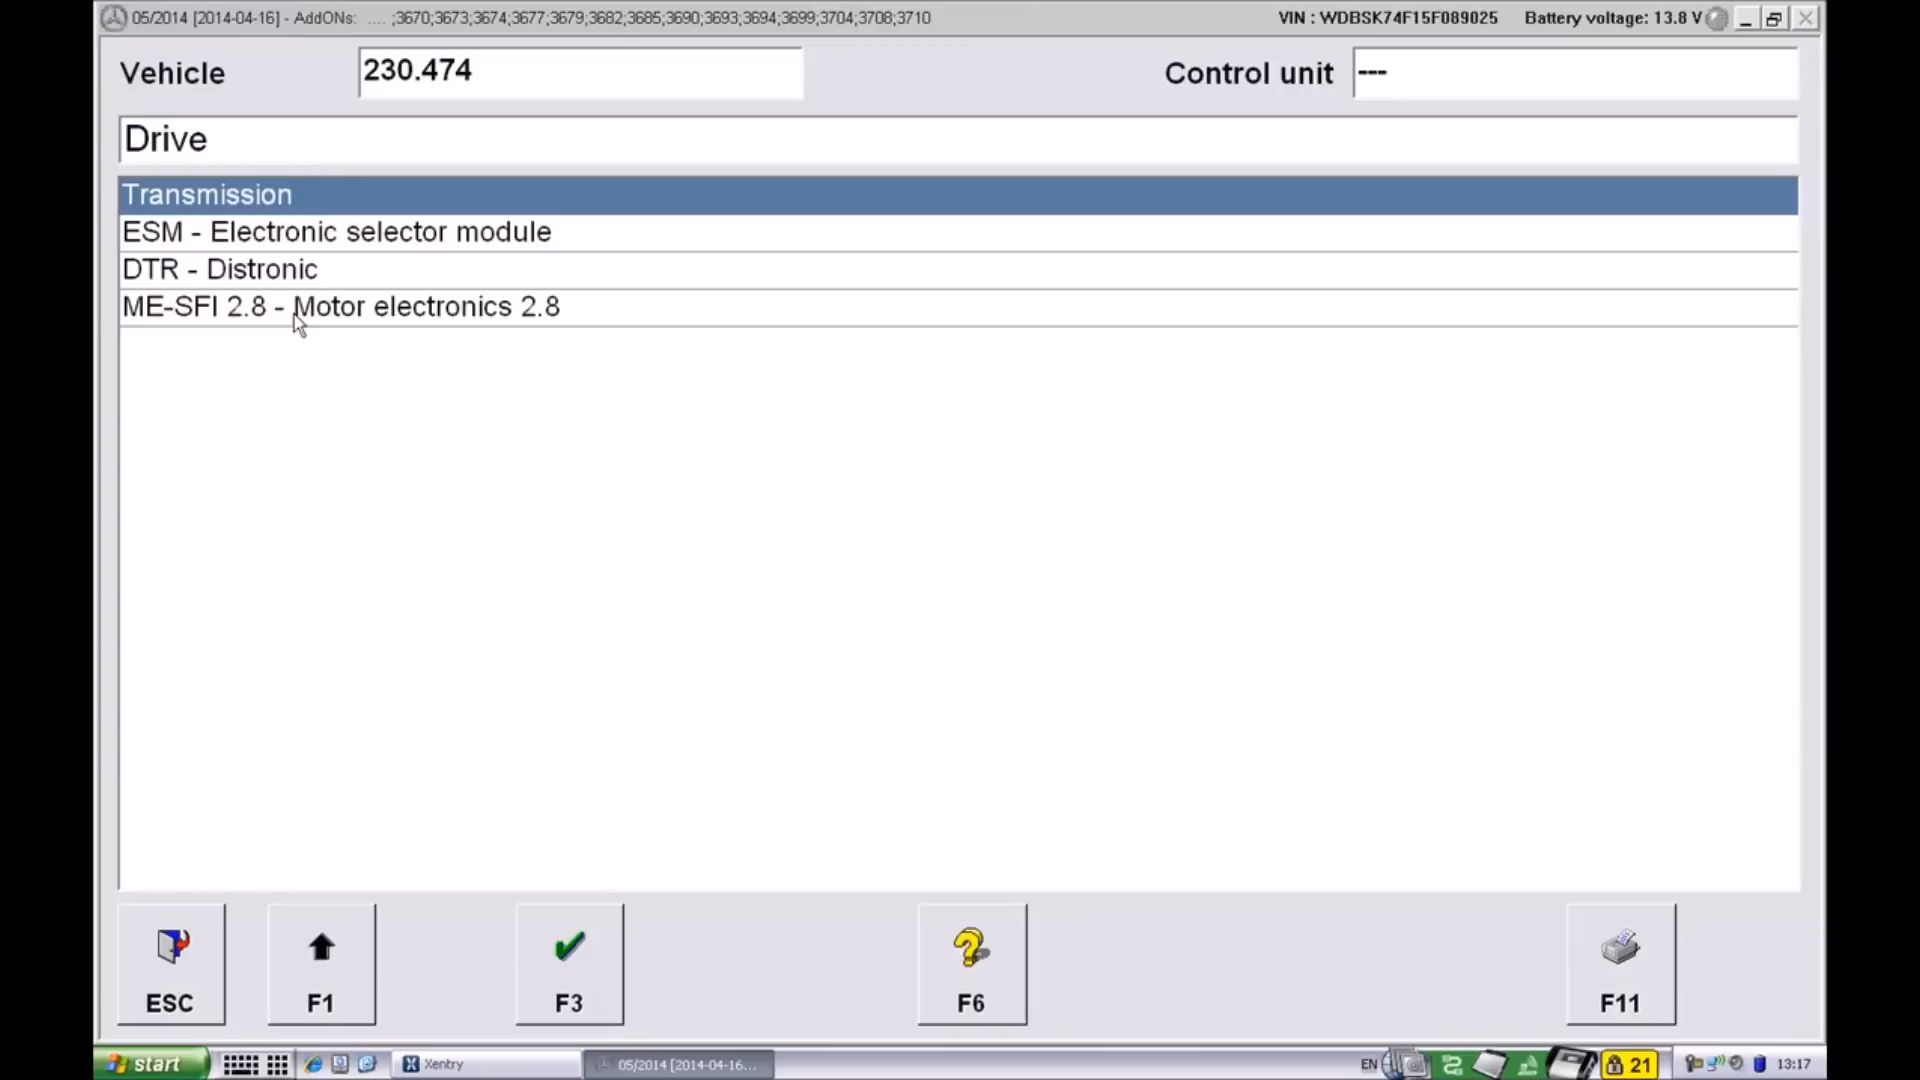 05/2014 [2014-04-16] - AddONs: .... ;3670;3673;3674;3677;3679;3682;3685;3690;3693;3694;3699;3704;3708;3710 VIN : WDBSK74F15F089025 Battery voltage: 13.8 V
Vehicle 230.474 Control unit ---
Drive
Transmission
ESM - Electronic selector module
DTR - Distronic
ME-SFI 2.8 - Motor electronics 2.8
ESC F1 F3 F6 F11
start Xentry 05/2014 [2014-04-16... EN 21 13:17